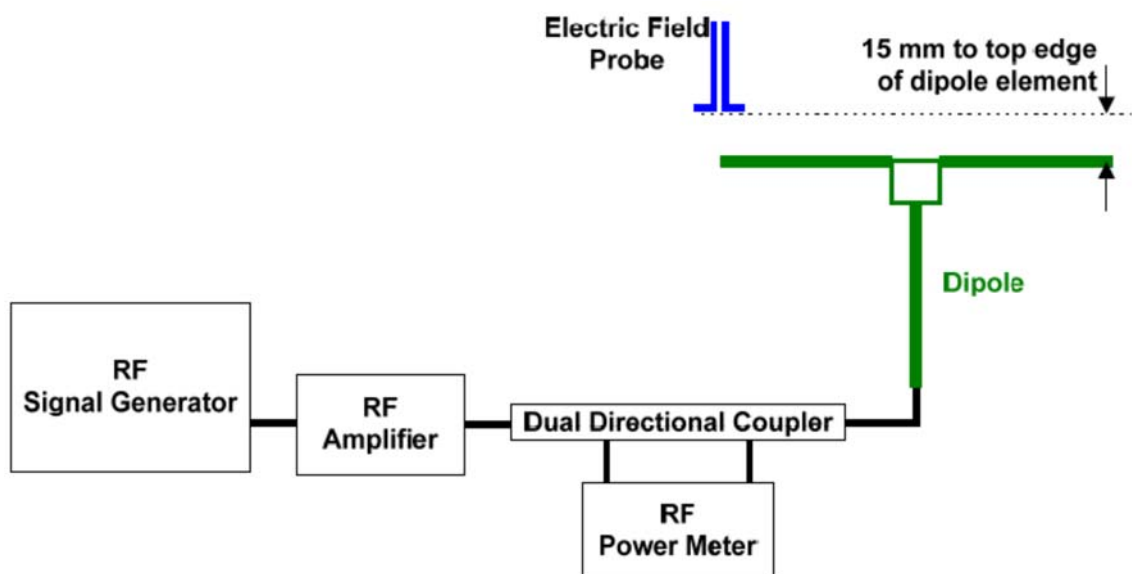 Electric Field
Probe
15 mm to top edge
of dipole element
Dipole
RF
Signal Generator
RF
Amplifier
Dual Directional Coupler
RF
Power Meter